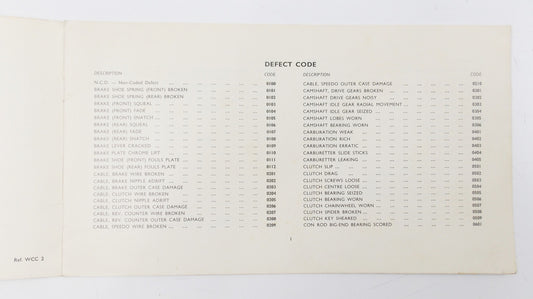 DEFECT CODE
DESCRIPTION CODE
N.C.D. — Non-Coded Defect 0100
BRAKE SHOE SPRING (FRONT) BROKEN 0101
BRAKE SHOE SPRING (REAR) BROKEN 0102
BRAKE (FRONT) SQUEAL 0103
BRAKE (FRONT) FADE 0104
BRAKE (FRONT) SNATCH 0105
BRAKE (REAR) SQUEAL 0106
BRAKE (REAR) FADE 0107
BRAKE (REAR) SNATCH 0108
BRAKE LEVER CRACKED 0109
BRAKE PLATE CHROME LIFT 0110
BRAKE SHOE (FRONT) FOULS PLATE 0111
BRAKE SHOE (REAR) FOULS PLATE 0112
CABLE, BRAKE WIRE BROKEN 0201
CABLE, BRAKE NIPPLE ADRIFT 0202
CABLE, BRAKE OUTER CASE DAMAGE 0203
CABLE, CLUTCH WIRE BROKEN 0204
CABLE, CLUTCH NIPPLE ADRIFT 0205
CABLE, CLUTCH OUTER CASE DAMAGE 0206
CABLE, REV. COUNTER WIRE BROKEN 0207
CABLE, REV. COUNTER OUTER CASE DAMAGE 0208
CABLE, SPEEDO WIRE BROKEN 0209
DESCRIPTION CODE
CABLE, SPEEDO OUTER CASE DAMAGE 0210
CAMSHAFT, DRIVE GEARS BROKEN 0301
CAMSHAFT, DRIVE GEARS NOISY 0302
CAMSHAFT IDLE GEAR RADIAL MOVEMENT 0303
CAMSHAFT IDLE GEAR SEIZED 0304
CAMSHAFT LOBES WORN 0305
CAMSHAFT BEARING WORN 0306
CARBURATION WEAK 0401
CARBURATION RICH 0402
CARBURATION ERRATIC 0403
CARBURETTER SLIDE STICKS 0404
CARBURETTER LEAKING 0405
CLUTCH SLIP 0501
CLUTCH DRAG 0502
CLUTCH SCREWS LOOSE 0503
CLUTCH CENTRE LOOSE 0504
CLUTCH BEARING SEIZED 0505
CLUTCH BEARING WORN 0506
CLUTCH CHAINWHEEL WORN 0507
CLUTCH SPIDER BROKEN 0508
CLUTCH KEY SHEARED 0509
CON ROD BIG-END BEARING SCORED 0601
1
Ref. WCC 2